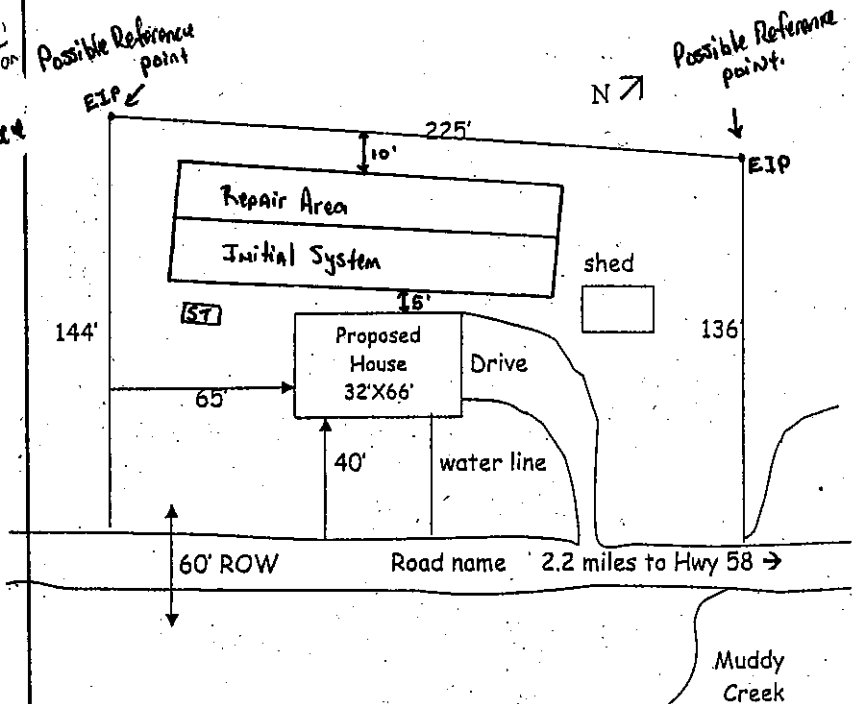 Possible Reference
point
Possible Reference
point.
N
EIP
225'
10'
EIP
Repair Area
Initial System
shed
5'
ST
144'
Proposed
House
32'X66'
Drive
136'
65'
40'
water line
60' ROW
Road name
2.2 miles to Hwy 58 →
Muddy
Creek